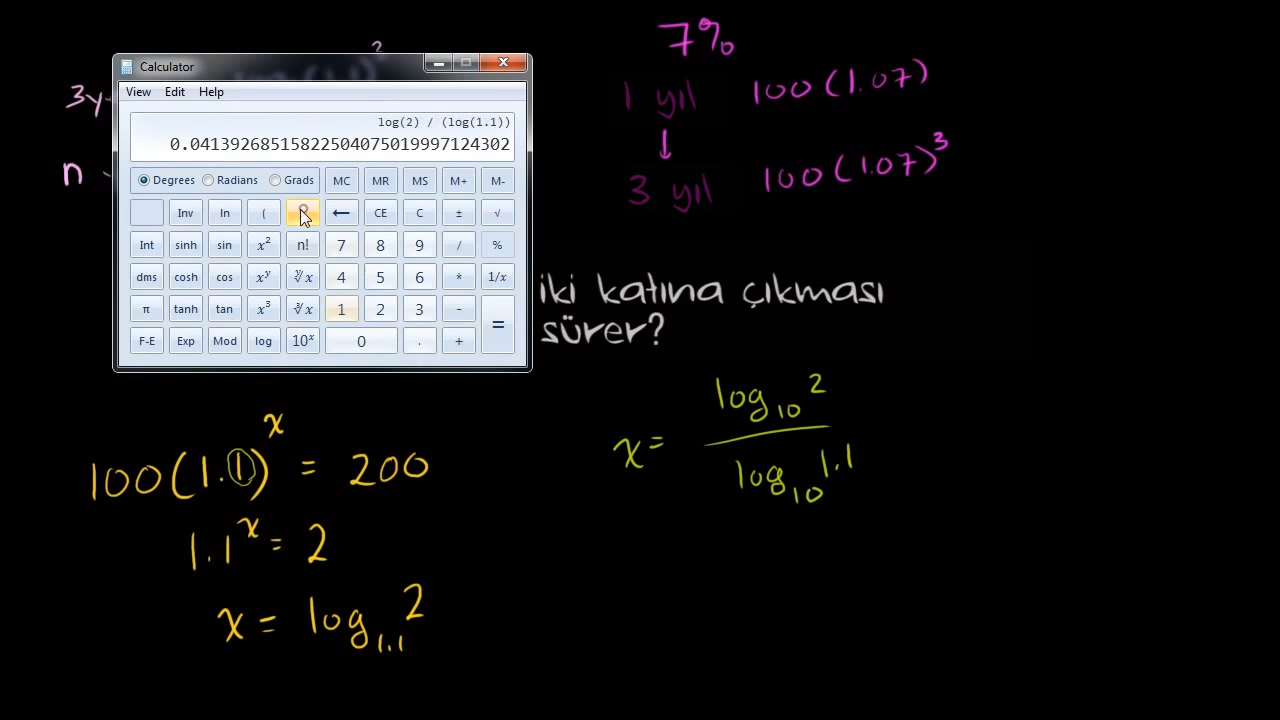 7%
1 yıl 100(1.07)
↓
3 yıl 100(1.07)³
2
3y
n
Calculator
View Edit Help
log(2) / (log(1.1))
0.04139268515822504075019997124302
Degrees Radians Grads MC MR MS M+ M-
Inv ln ( ) ← CE C ± √
Int sinh sin x² n! 7 8 9 / %
dms cosh cos xʸ ʸ√x 4 5 6 * 1/x
π tanh tan x³ ³√x 1 2 3 - =
F-E Exp Mod log 10ˣ 0 . +
iki katına çıkması
sürer?
100(1.1)ˣ = 200
1.1ˣ = 2
x = log₁.₁ 2
x = log₁₀ 2
log₁₀ 1.1